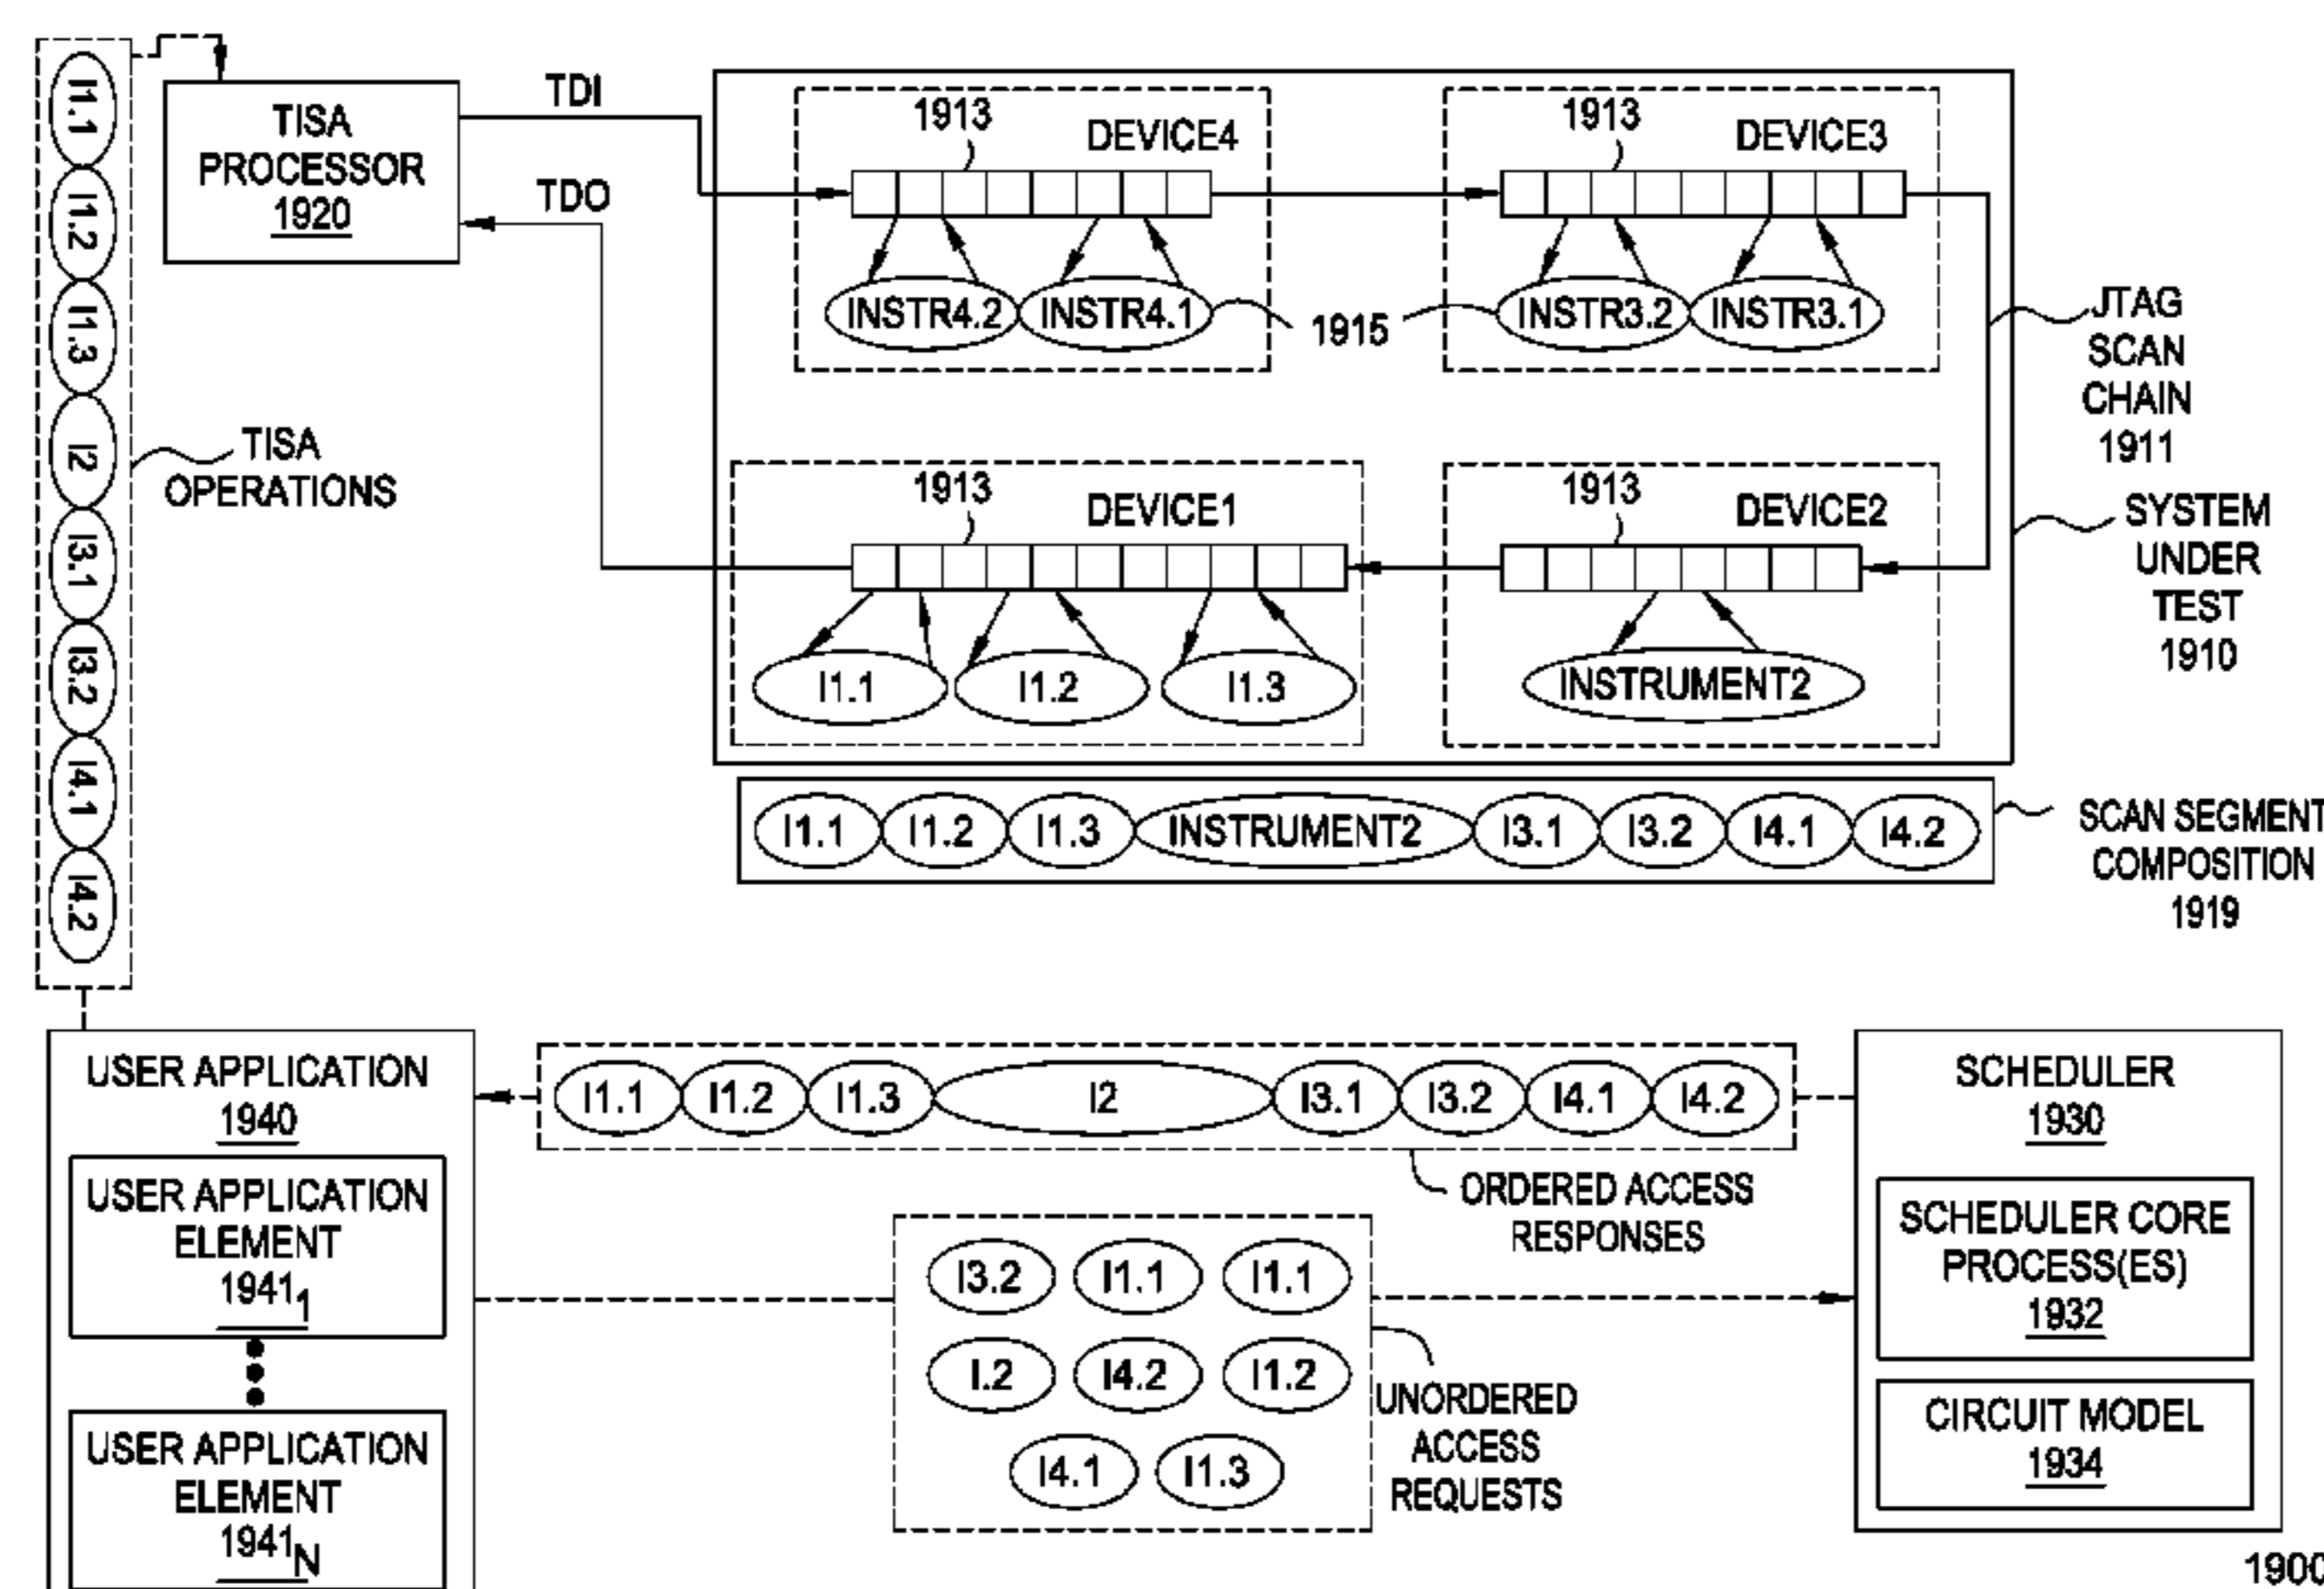 I1.1
I1.2
I1.3
I2
I3.1
I3.2
I4.1
I4.2
TISA
OPERATIONS
TISA
PROCESSOR
1920
TDI
TDO
1913
DEVICE4
INSTR4.2
INSTR4.1
1915
1913
DEVICE3
INSTR3.2
INSTR3.1
JTAG
SCAN
CHAIN
1911
1913
DEVICE1
I1.1
I1.2
I1.3
1913
DEVICE2
INSTRUMENT2
SYSTEM
UNDER
TEST
1910
I1.1 I1.2 I1.3 INSTRUMENT2 I3.1 I3.2 I4.1 I4.2
SCAN SEGMENT
COMPOSITION
1919
USER APPLICATION
1940
USER APPLICATION
ELEMENT
1941 1
USER APPLICATION
ELEMENT
1941 N
I1.1 I1.2 I1.3 I2 I3.1 I3.2 I4.1 I4.2
ORDERED ACCESS
RESPONSES
I3.2 I1.1 I1.1
I.2 I4.2 I1.2
I4.1 I1.3
UNORDERED
ACCESS
REQUESTS
SCHEDULER
1930
SCHEDULER CORE
PROCESS(ES)
1932
CIRCUIT MODEL
1934
1900